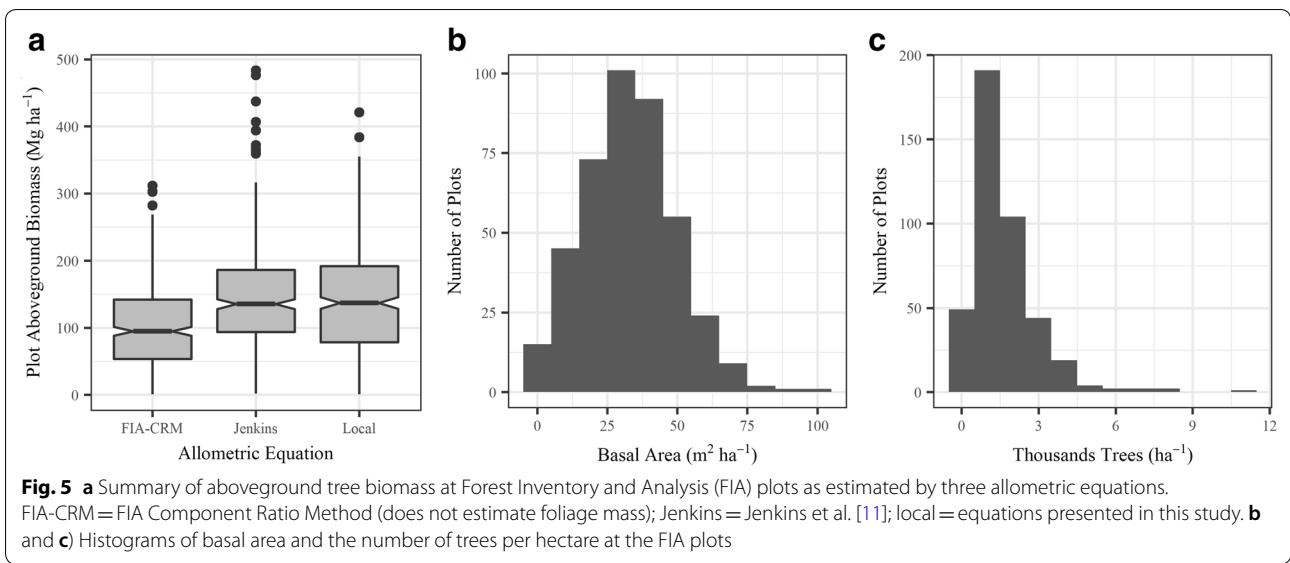 a
500
400
300
200
100
0
Plot Aboveground Biomass (Mg ha⁻¹)
FIA-CRM Jenkins Local
Allometric Equation
b
100
75
50
25
0
Number of Plots
0 25 50 75 100
Basal Area (m² ha⁻¹)
c
200
150
100
50
0
Number of Plots
0 3 6 9 12
Thousands Trees (ha⁻¹)
Fig. 5 a Summary of aboveground tree biomass at Forest Inventory and Analysis (FIA) plots as estimated by three allometric equations.
FIA-CRM = FIA Component Ratio Method (does not estimate foliage mass); Jenkins = Jenkins et al. [11]; local = equations presented in this study. b
and c) Histograms of basal area and the number of trees per hectare at the FIA plots